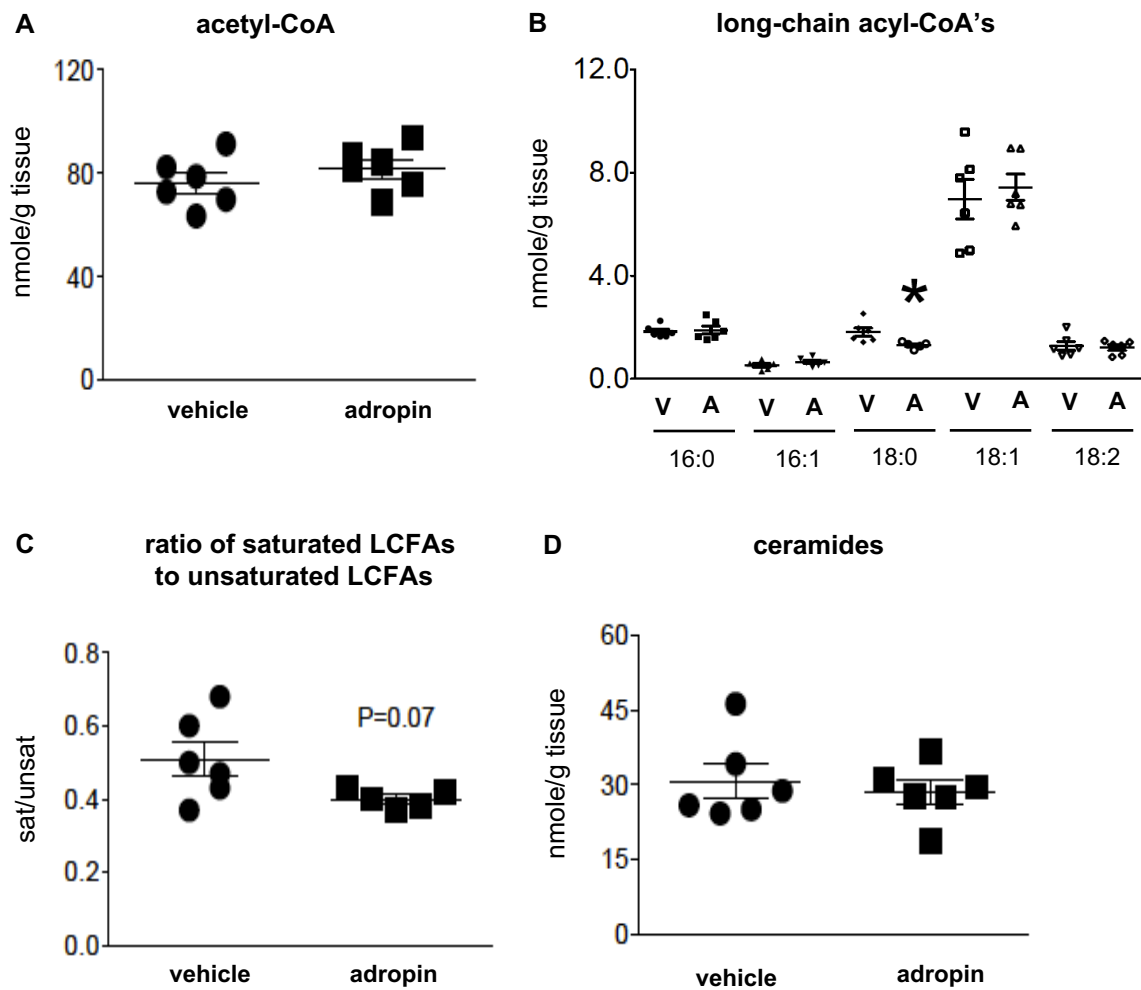 A
acetyl-CoA
120
80
40
0
nmole/g tissue
vehicle
adropin
B
long-chain acyl-CoA's
12.0
8.0
4.0
0.0
nmole/g tissue
*
V A V A V A V A V A
16:0 16:1 18:0 18:1 18:2
C
ratio of saturated LCFAs
to unsaturated LCFAs
0.8
0.6
0.4
0.2
0.0
sat/unsat
P=0.07
vehicle
adropin
D
ceramides
60
45
30
15
0
nmole/g tissue
vehicle
adropin